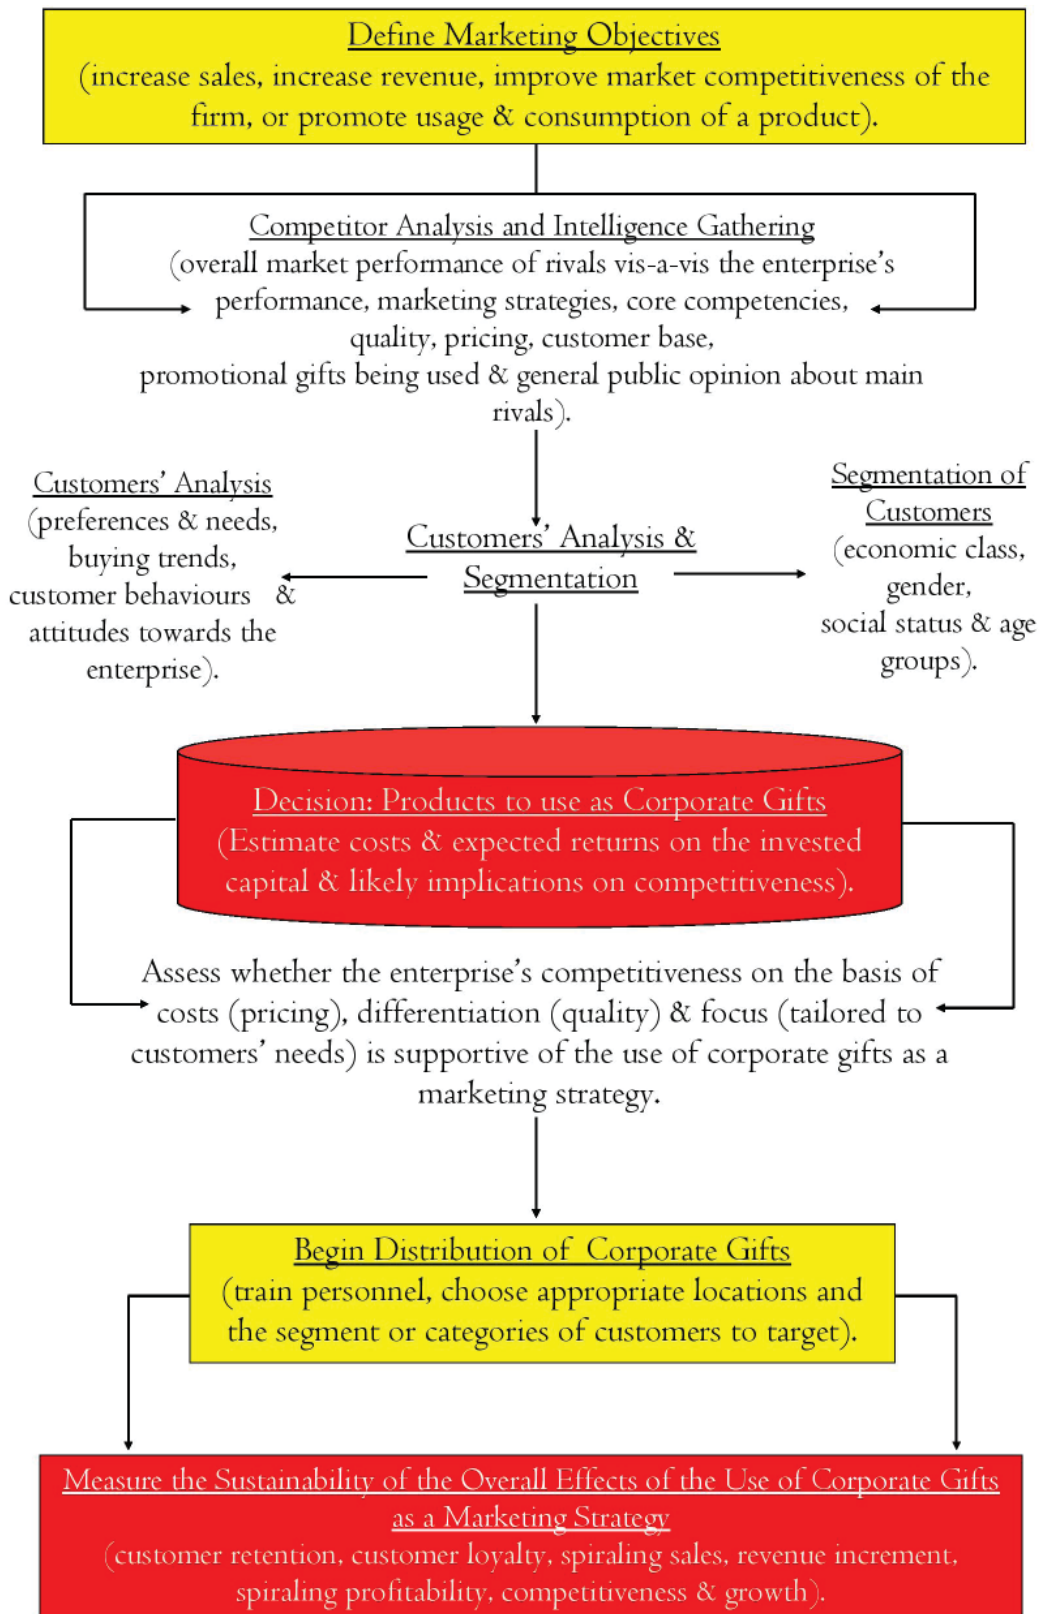 Define Marketing Objectives
(increase sales, increase revenue, improve market competitiveness of the
firm, or promote usage & consumption of a product).
Competitor Analysis and Intelligence Gathering
(overall market performance of rivals vis-a-vis the enterprise's
performance, marketing strategies, core competencies,
quality, pricing, customer base,
promotional gifts being used & general public opinion about main
rivals).
Customers' Analysis
(preferences & needs,
buying trends,
customer behaviours &
attitudes towards the
enterprise).
Customers' Analysis &
Segmentation
Segmentation of
Customers
(economic class,
gender,
social status & age
groups).
Decision: Products to use as Corporate Gifts
(Estimate costs & expected returns on the invested
capital & likely implications on competitiveness).
Assess whether the enterprise's competitiveness on the basis of
costs (pricing), differentiation (quality) & focus (tailored to
customers' needs) is supportive of the use of corporate gifts as a
marketing strategy.
Begin Distribution of Corporate Gifts
(train personnel, choose appropriate locations and
the segment or categories of customers to target).
Measure the Sustainability of the Overall Effects of the Use of Corporate Gifts
as a Marketing Strategy
(customer retention, customer loyalty, spiraling sales, revenue increment,
spiraling profitability, competitiveness & growth).